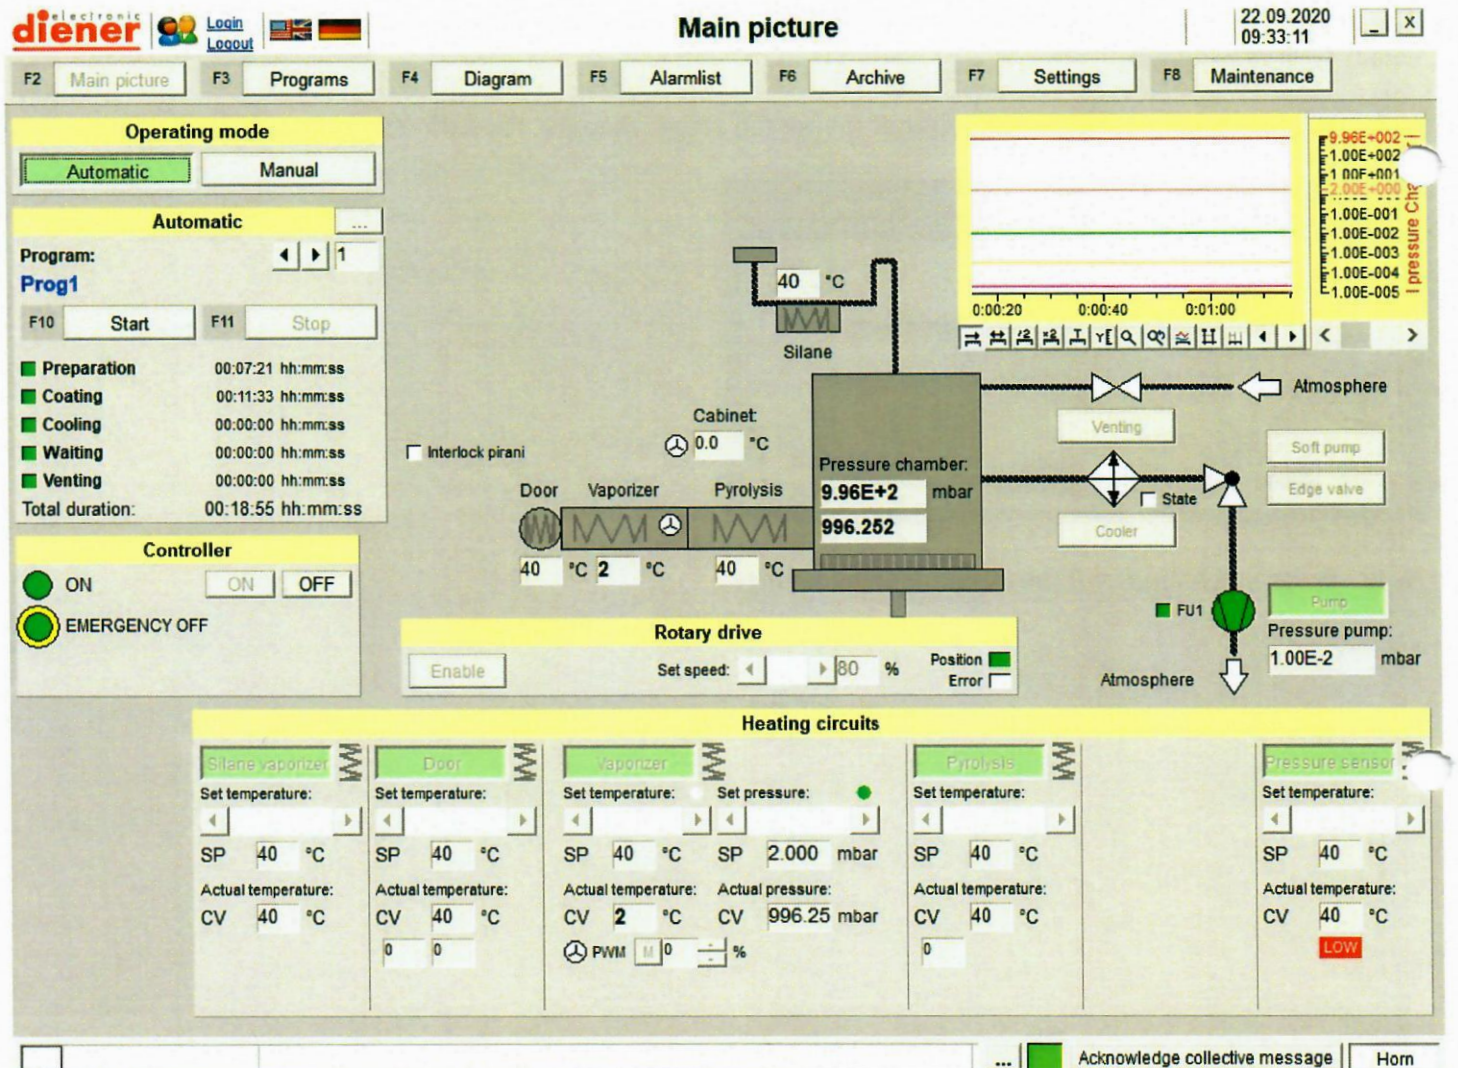 electronic
diener
Login
Logout
Main picture
22.09.2020
09:33:11
_ X
F2 Main picture F3 Programs F4 Diagram F5 Alarmlist F6 Archive F7 Settings F8 Maintenance
Operating mode
Automatic Manual
Automatic ...
Program: 1
Prog1
F10 Start F11 Stop
Preparation 00:07:21 hh:mm:ss
Coating 00:11:33 hh:mm:ss
Cooling 00:00:00 hh:mm:ss
Waiting 00:00:00 hh:mm:ss
Venting 00:00:00 hh:mm:ss
Total duration: 00:18:55 hh:mm:ss
Controller
ON ON OFF
EMERGENCY OFF
9.96E+002
1.00E+002
1.00E+001
2.00E+000
1.00E-001
1.00E-002
1.00E-003
1.00E-004
1.00E-005
pressure
0:00:20 0:00:40 0:01:00
40 °C
Silane
Atmosphere
Venting
Cabinet:
0.0 °C
Interlock pirani
Pressure chamber:
9.96E+2 mbar
996.252
Soft pump
State
Edge valve
Cooler
Door Vaporizer Pyrolysis
40 °C 2 °C 40 °C
FU1
Pump
Pressure pump:
1.00E-2 mbar
Atmosphere
Rotary drive
Enable Set speed: 80 % Position
Error
Heating circuits
Silane vaporizer Door Vaporizer Pyrolysis Pressure sensor
Set temperature: Set temperature: Set temperature: Set pressure: Set temperature: Set temperature:
SP 40 °C SP 40 °C SP 40 °C SP 2.000 mbar SP 40 °C SP 40 °C
Actual temperature: Actual temperature: Actual temperature: Actual pressure: Actual temperature: Actual temperature:
CV 40 °C CV 40 °C CV 2 °C CV 996.25 mbar CV 40 °C CV 40 °C
0 0 PWM M 0 % 0 LOW
... Acknowledge collective message Horn